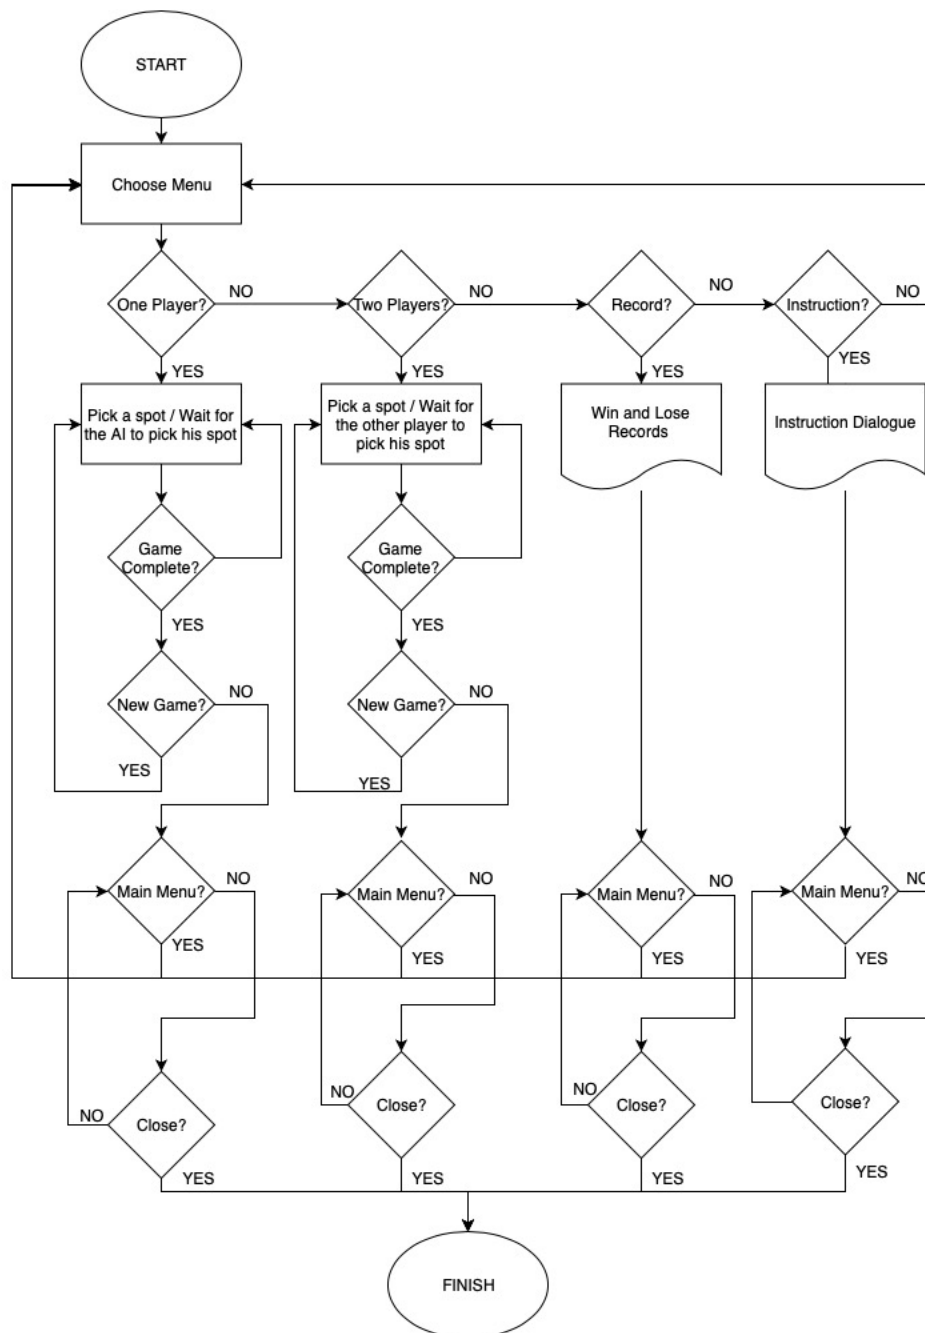 START
Choose Menu
One Player?
NO
Two Players?
NO
Record?
NO
Instruction?
NO
YES
YES
YES
YES
Pick a spot / Wait for
the AI to pick his spot
Pick a spot / Wait for
the other player to
pick his spot
Win and Lose
Records
Instruction Dialogue
Game
Complete?
Game
Complete?
YES
YES
New Game?
NO
New Game?
NO
YES
YES
Main Menu?
NO
Main Menu?
NO
Main Menu?
NO
Main Menu?
NO
YES
YES
YES
YES
Close?
NO
Close?
NO
Close?
NO
Close?
YES
YES
YES
YES
FINISH